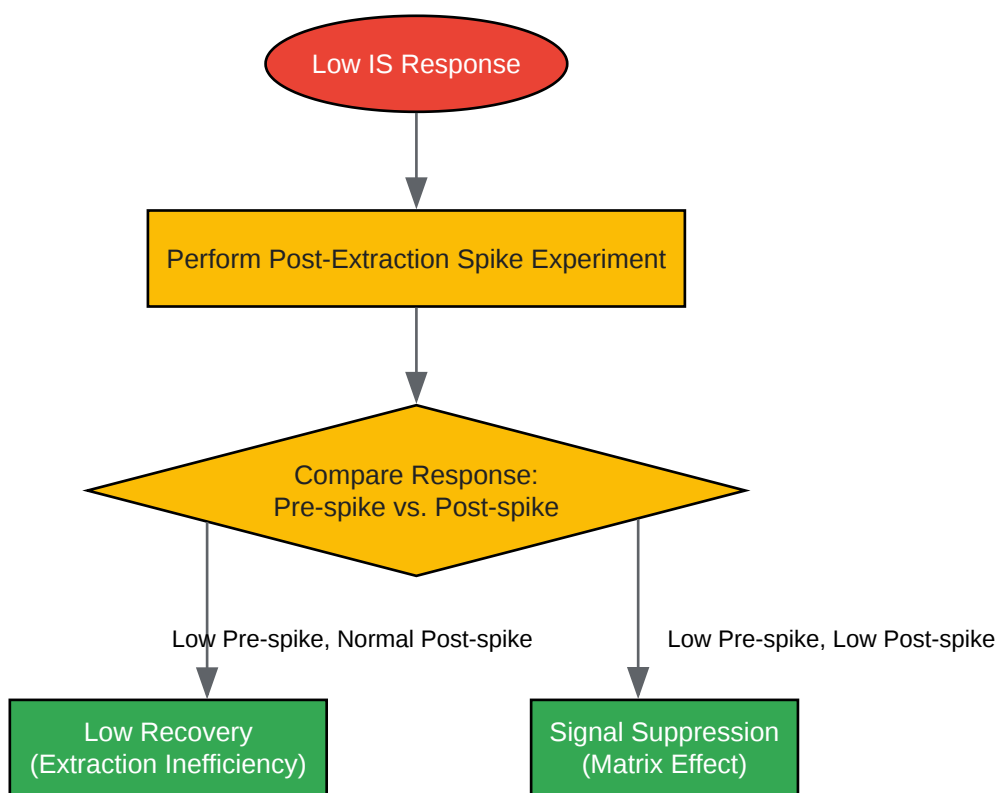 Low IS Response
Perform Post-Extraction Spike Experiment
Compare Response:
Pre-spike vs. Post-spike
Low Pre-spike, Normal Post-spike
Low Pre-spike, Low Post-spike
Low Recovery
(Extraction Inefficiency)
Signal Suppression
(Matrix Effect)